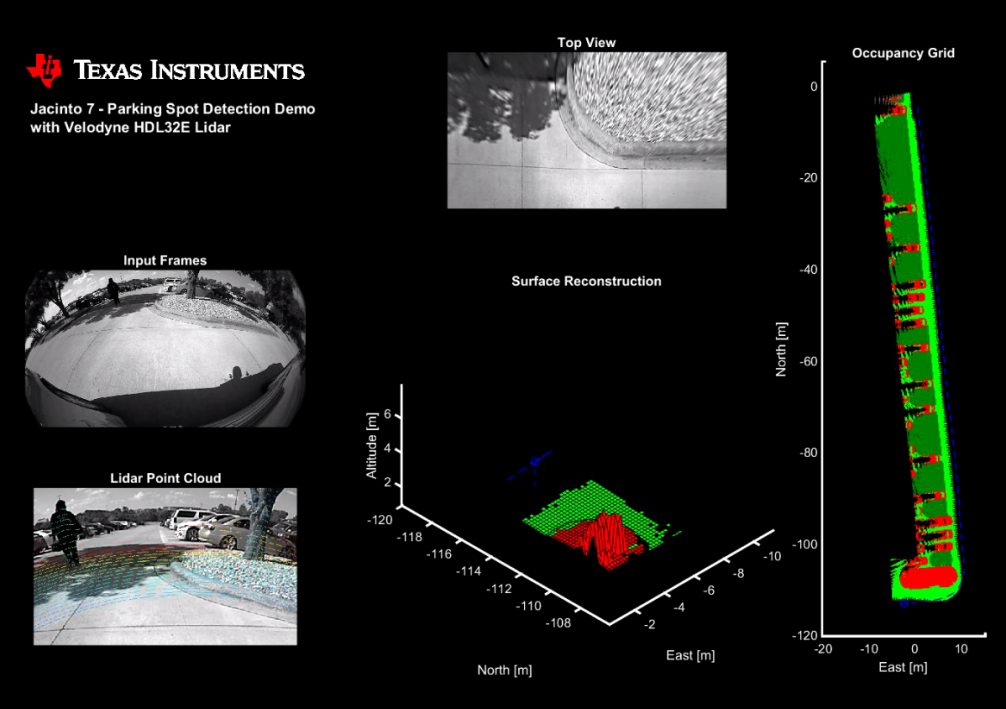 TEXAS INSTRUMENTS
Jacinto 7 - Parking Spot Detection Demo
with Velodyne HDL32E Lidar
Top View
Occupancy Grid
Input Frames
Surface Reconstruction
Lidar Point Cloud
Altitude [m]
6
4
2
-120
-118
-116
-114
-112
-110
-108
North [m]
-2
-4
-6
-8
-10
East [m]
North [m]
0
-20
-40
-60
-80
-100
-120
-20
-10
0
10
East [m]